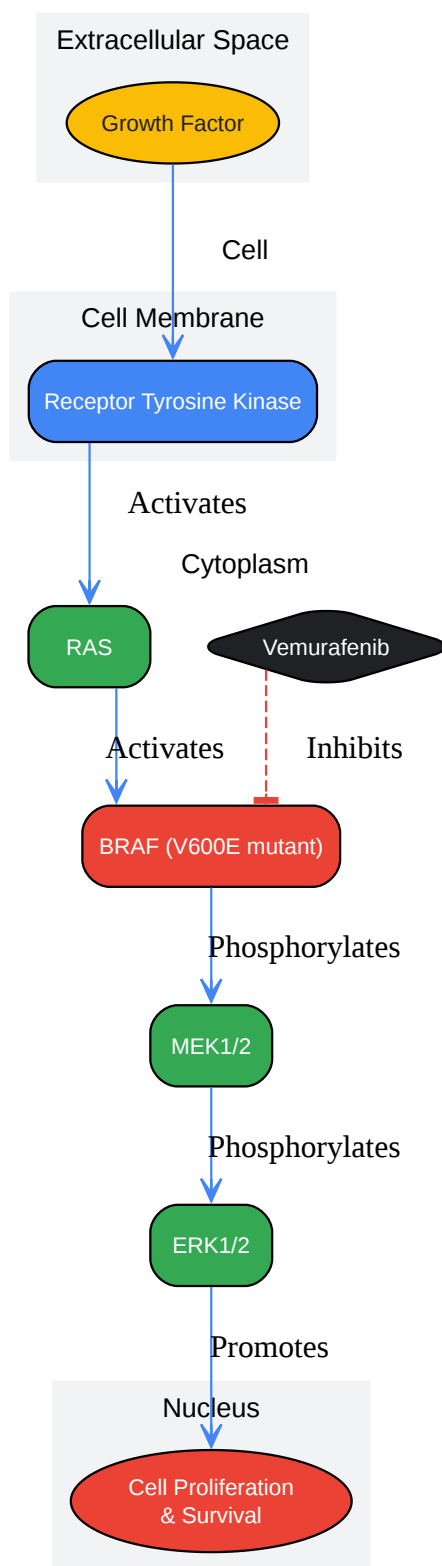 Extracellular Space
Growth Factor
Cell
Cell Membrane
Receptor Tyrosine Kinase
Activates
Cytoplasm
RAS
Vemurafenib
Activates
Inhibits
BRAF (V600E mutant)
Phosphorylates
MEK1/2
Phosphorylates
ERK1/2
Promotes
Nucleus
Cell Proliferation
& Survival